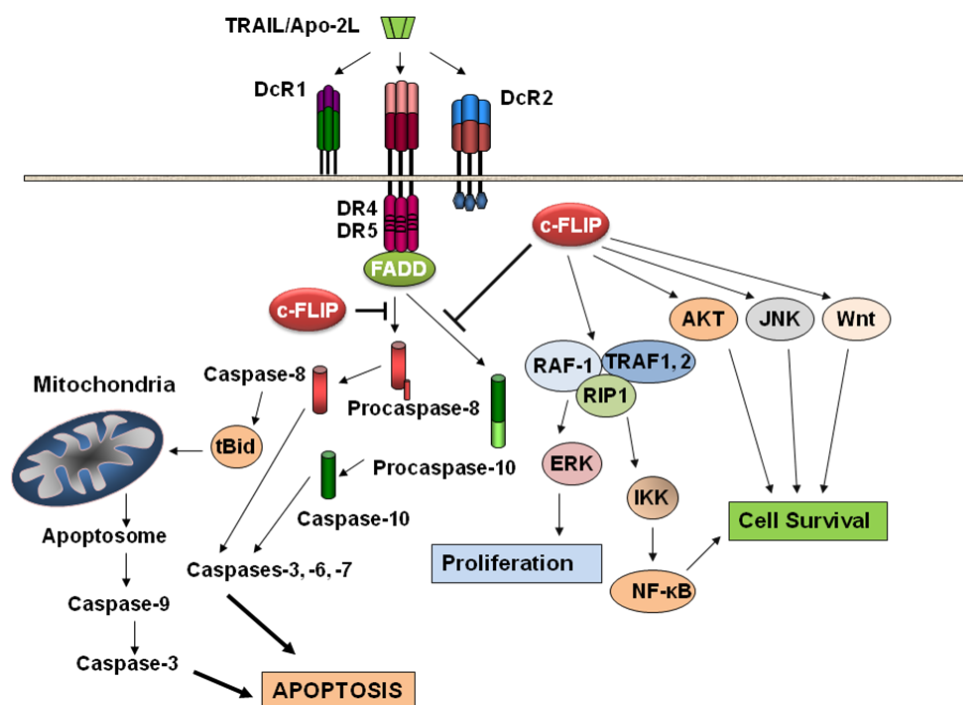 TRAIL/Apo-2L
DcR1
DcR2
DR4
DR5
FADD
c-FLIP
c-FLIP
AKT
JNK
Wnt
RAF-1
TRAF1, 2
RIP1
Mitochondria
Caspase-8
Procaspase-8
tBid
Procaspase-10
ERK
IKK
Caspase-10
Cell Survival
Apoptosome
Caspases-3, -6, -7
Proliferation
NF-κB
Caspase-9
Caspase-3
APOPTOSIS